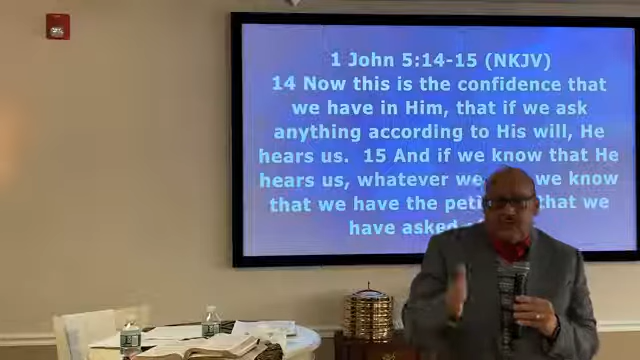 1 John 5:14-15 (NKJV)
14 Now this is the confidence that
we have in Him, that if we ask
anything according to His will, He
hears us. 15 And if we know that He
hears us, whatever we we know
that we have the that we
have asked